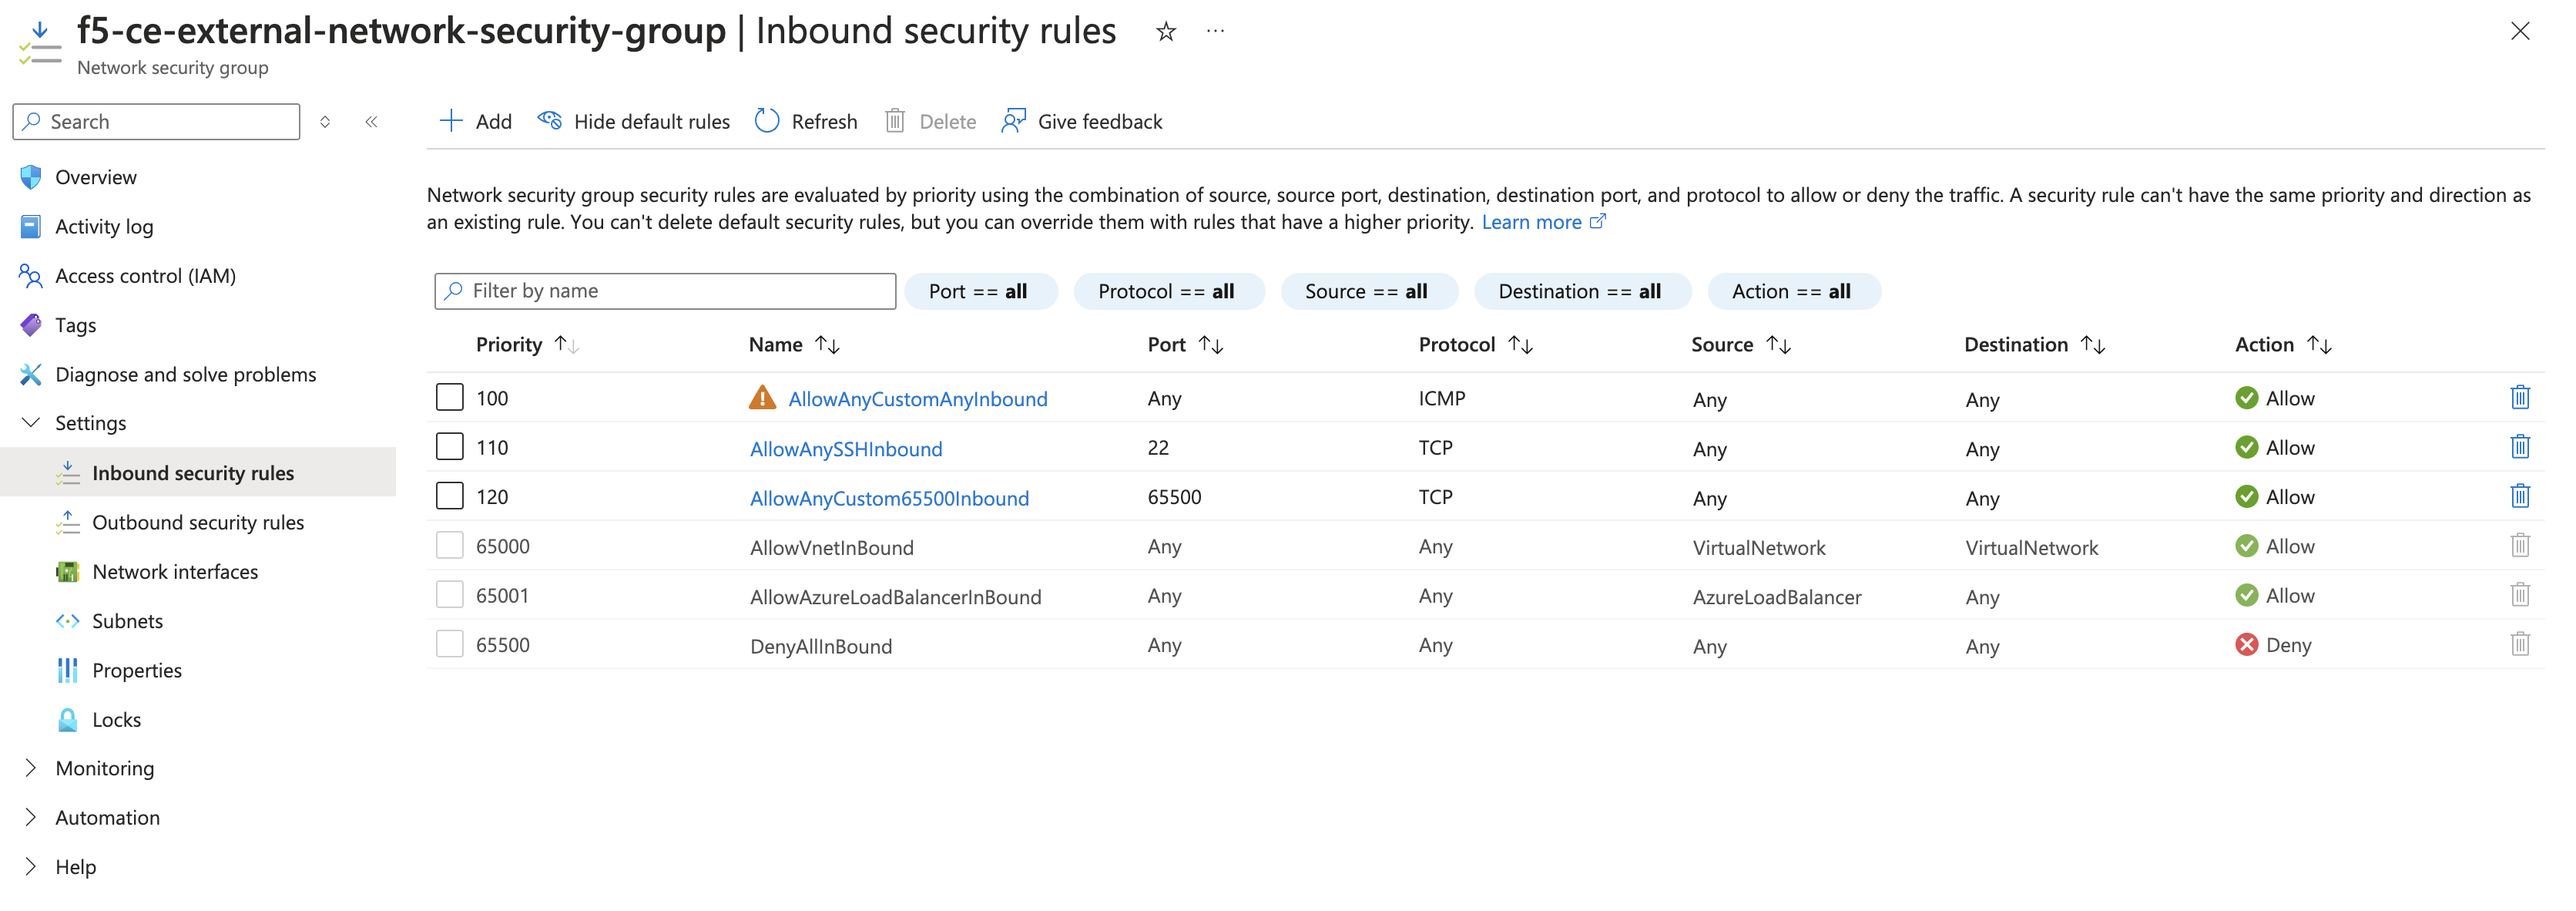 f5-ce-external-network-security-group | Inbound security rules
Network security group
Search
Add Hide default rules Refresh Delete Give feedback
Overview
Activity log
Access control (IAM)
Tags
Diagnose and solve problems
Settings
Inbound security rules
Outbound security rules
Network interfaces
Subnets
Properties
Locks
Monitoring
Automation
Help
Network security group security rules are evaluated by priority using the combination of source, source port, destination, destination port, and protocol to allow or deny the traffic. A security rule can't have the same priority and direction as
an existing rule. You can't delete default security rules, but you can override them with rules that have a higher priority. Learn more
Filter by name Port == all Protocol == all Source == all Destination == all Action == all
Priority Name Port Protocol Source Destination Action
100 AllowAnyCustomAnyInbound Any ICMP Any Any Allow
110 AllowAnySSHInbound 22 TCP Any Any Allow
120 AllowAnyCustom65500Inbound 65500 TCP Any Any Allow
65000 AllowVnetInBound Any Any VirtualNetwork VirtualNetwork Allow
65001 AllowAzureLoadBalancerInBound Any Any AzureLoadBalancer Any Allow
65500 DenyAllInBound Any Any Any Any Deny